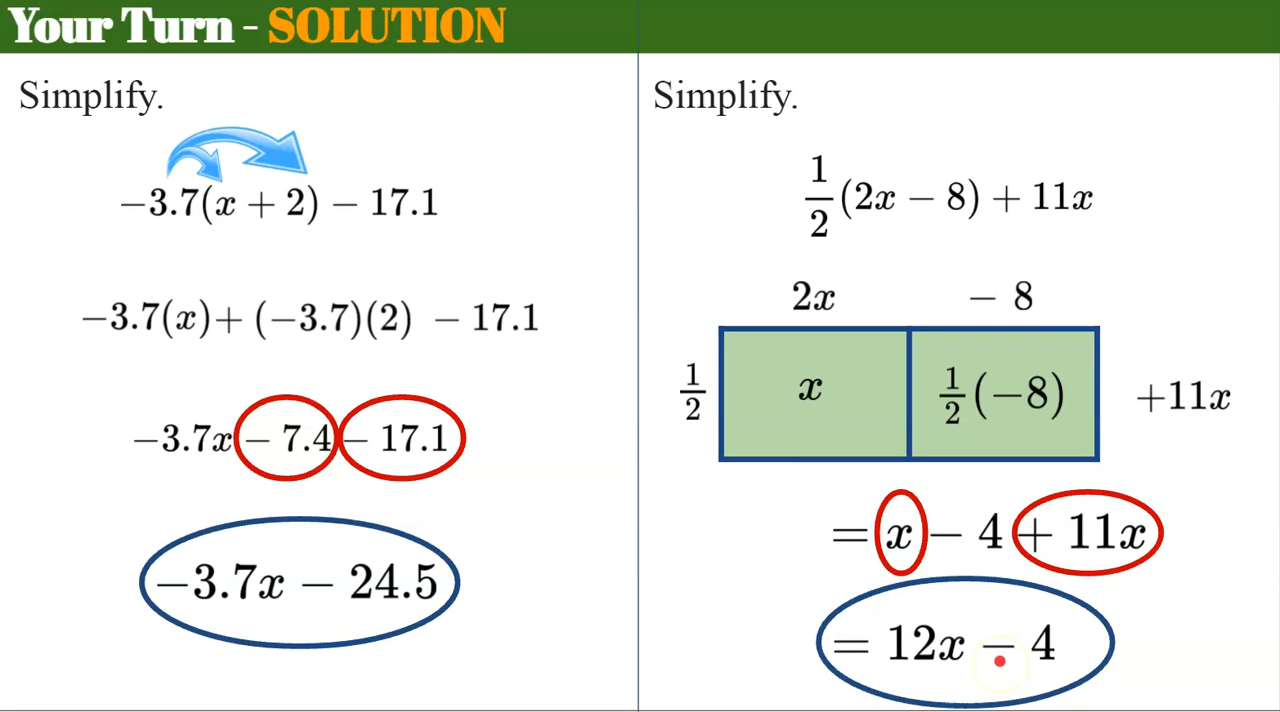 Your Turn - SOLUTION
Simplify.
−3.7(x + 2) − 17.1
−3.7(x)+ (−3.7)(2) − 17.1
−3.7x − 7.4 − 17.1
−3.7x − 24.5
Simplify.
1/2(2x − 8) + 11x
2x − 8
1/2 x 1/2(−8) +11x
= x − 4 + 11x
= 12x − 4